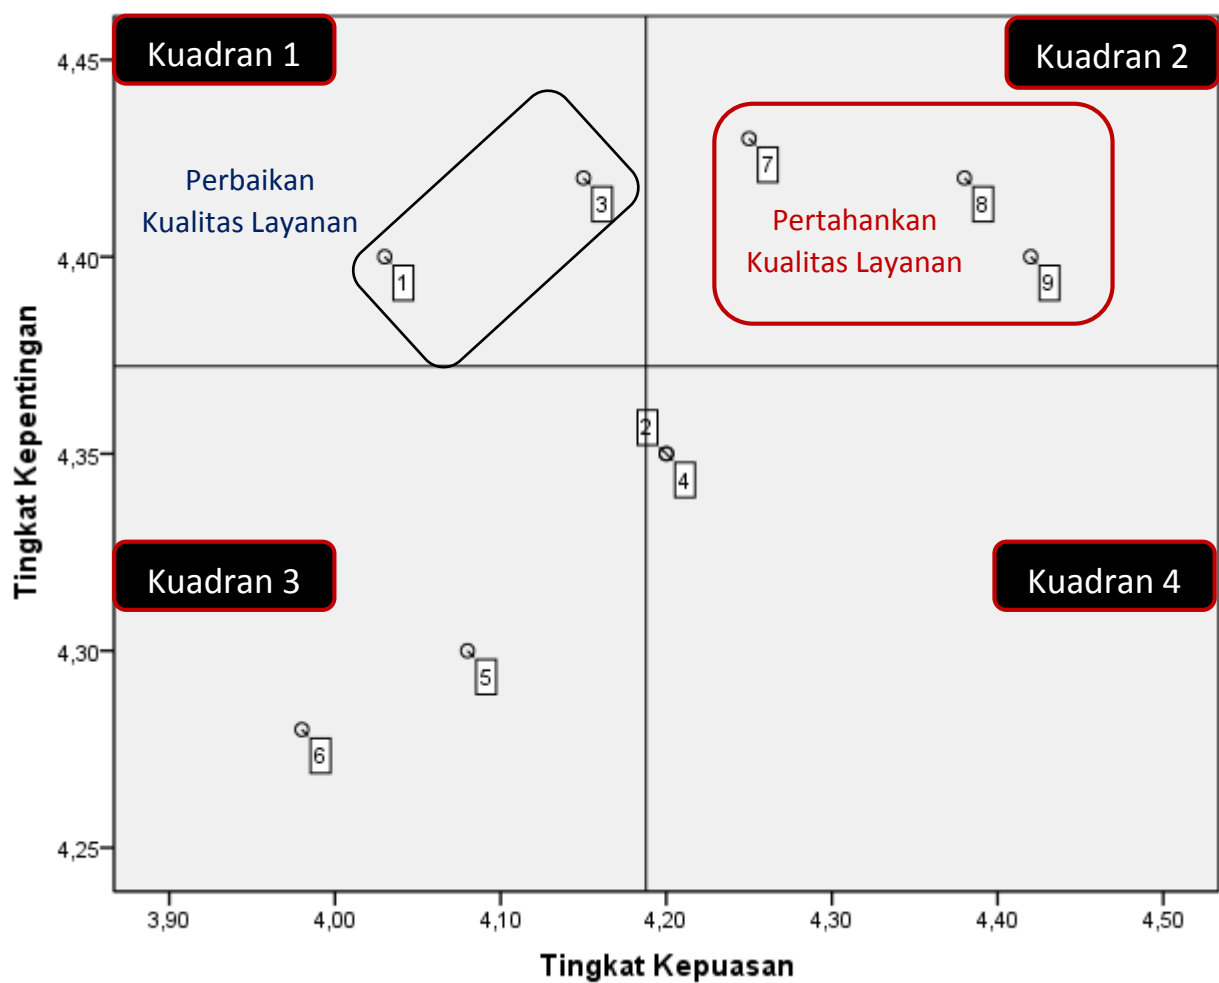 Kuadran 1
Kuadran 2
4,45
7
Perbaikan
Kualitas Layanan
3
8
Pertahankan
Kualitas Layanan
4,40
1
9
Tingkat Kepentingan
2
4,35
4
Kuadran 3
Kuadran 4
4,30
5
6
4,25
3,90
4,00
4,10
4,20
4,30
4,40
4,50
Tingkat Kepuasan